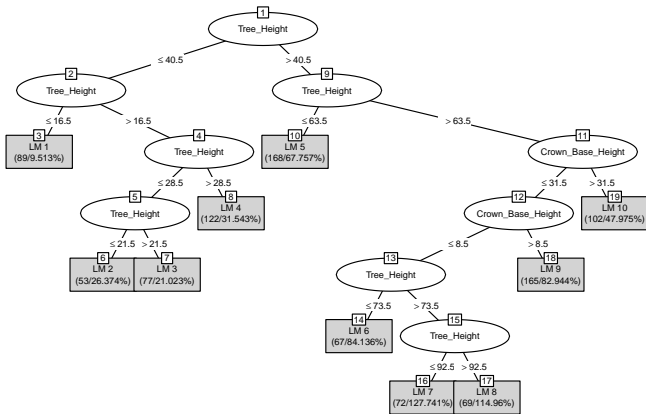 1
Tree_Height
≤ 40.5
> 40.5
2
Tree_Height
9
Tree_Height
≤ 16.5
> 16.5
≤ 63.5
> 63.5
3
LM 1
(89/9.513%)
4
Tree_Height
10
LM 5
(168/67.757%)
11
Crown_Base_Height
≤ 28.5
> 28.5
≤ 31.5
> 31.5
5
Tree_Height
8
LM 4
(122/31.543%)
12
Crown_Base_Height
19
LM 10
(102/47.975%)
≤ 21.5
> 21.5
≤ 8.5
> 8.5
6
LM 2
(53/26.374%)
7
LM 3
(77/21.023%)
13
Tree_Height
18
LM 9
(165/82.944%)
≤ 73.5
> 73.5
14
LM 6
(67/84.136%)
15
Tree_Height
≤ 92.5
> 92.5
16
LM 7
(72/127.741%)
17
LM 8
(69/114.96%)